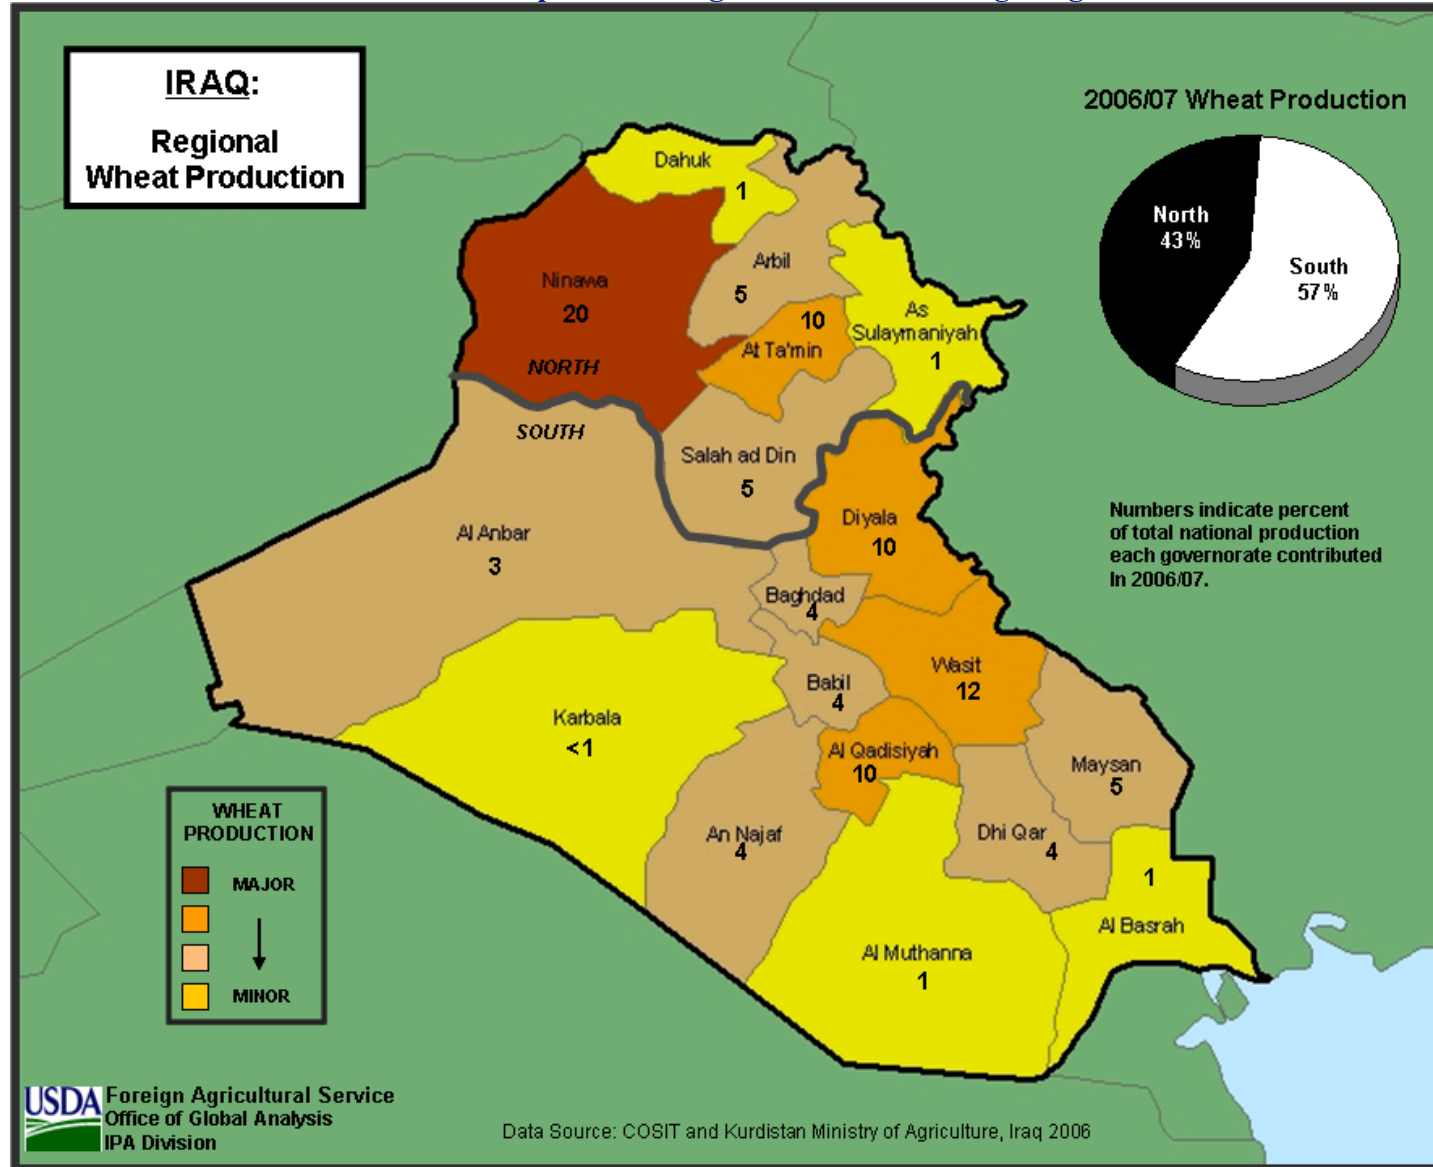 IRAQ:
Regional
Wheat Production
2006/07 Wheat Production
North
43%
South
57%
Dahuk
1
Arbil
5
Ninawa
20
10
At Ta'min
As
Sulaymaniyah
1
NORTH
SOUTH
Salah ad Din
5
Diyala
10
Al Anbar
3
Baghdad
4
Wasit
12
Babil
4
Karbala
<1
Al Qadisiyah
10
Maysan
5
An Najaf
4
Dhi Qar
4
1
Al Basrah
Al Muthanna
1
Numbers indicate percent
of total national production
each governorate contributed
In 2006/07.
WHEAT
PRODUCTION
MAJOR
MINOR
USDA
Foreign Agricultural Service
Office of Global Analysis
IPA Division
Data Source: COSIT and Kurdistan Ministry of Agriculture, Iraq 2006